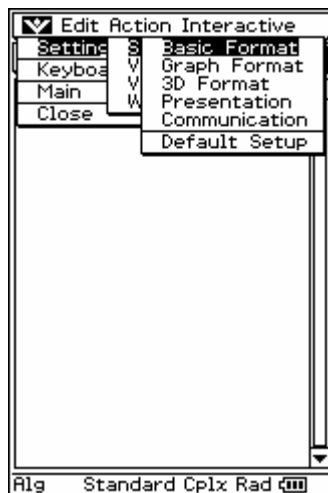 Edit Action Interactive
Setting
Keyboa
Main
Close
S
V
V
W
Basic Format
Graph Format
3D Format
Presentation
Communication
Default Setup
Alg Standard Cplx Rad